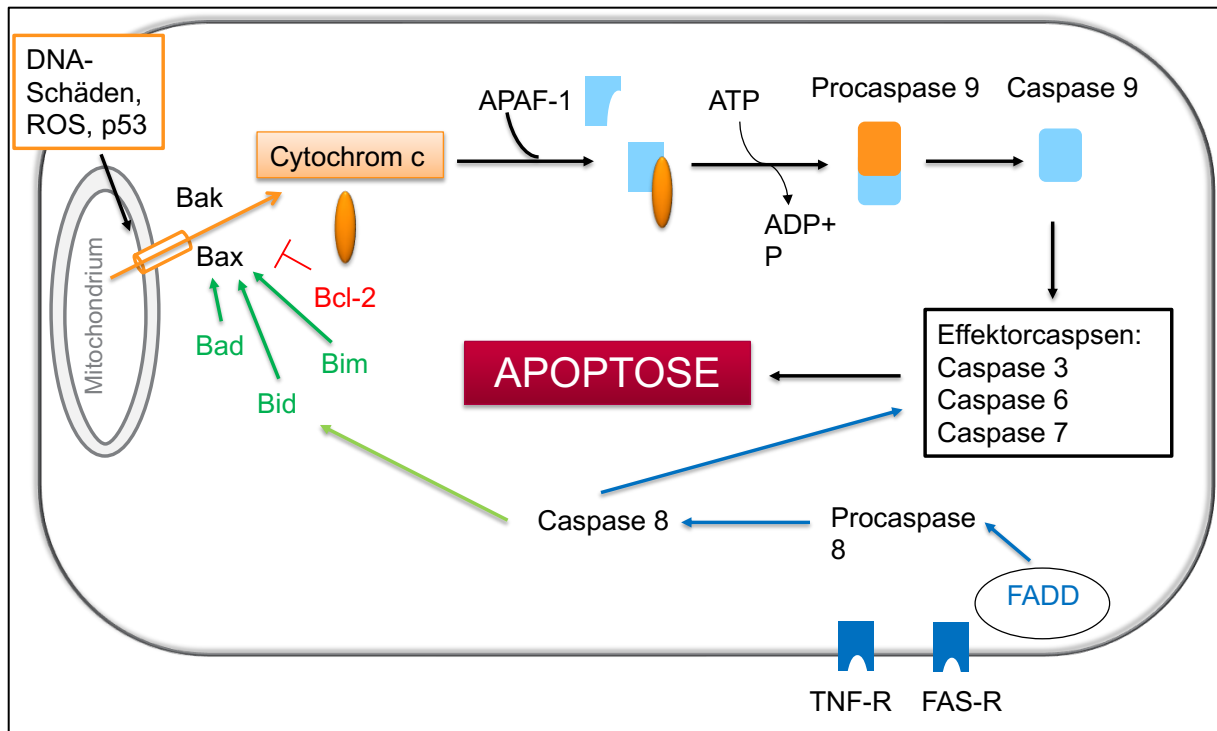 DNA-
Schäden,
ROS, p53
Cytochrom c
APAF-1
ATP
ADP+
P
Procaspase 9
Caspase 9
Bak
Bax
Bcl-2
Bad
Bim
Bid
Mitochondrium
APOPTOSE
Effektorcaspsen:
Caspase 3
Caspase 6
Caspase 7
Caspase 8
Procaspase
8
FADD
TNF-R
FAS-R